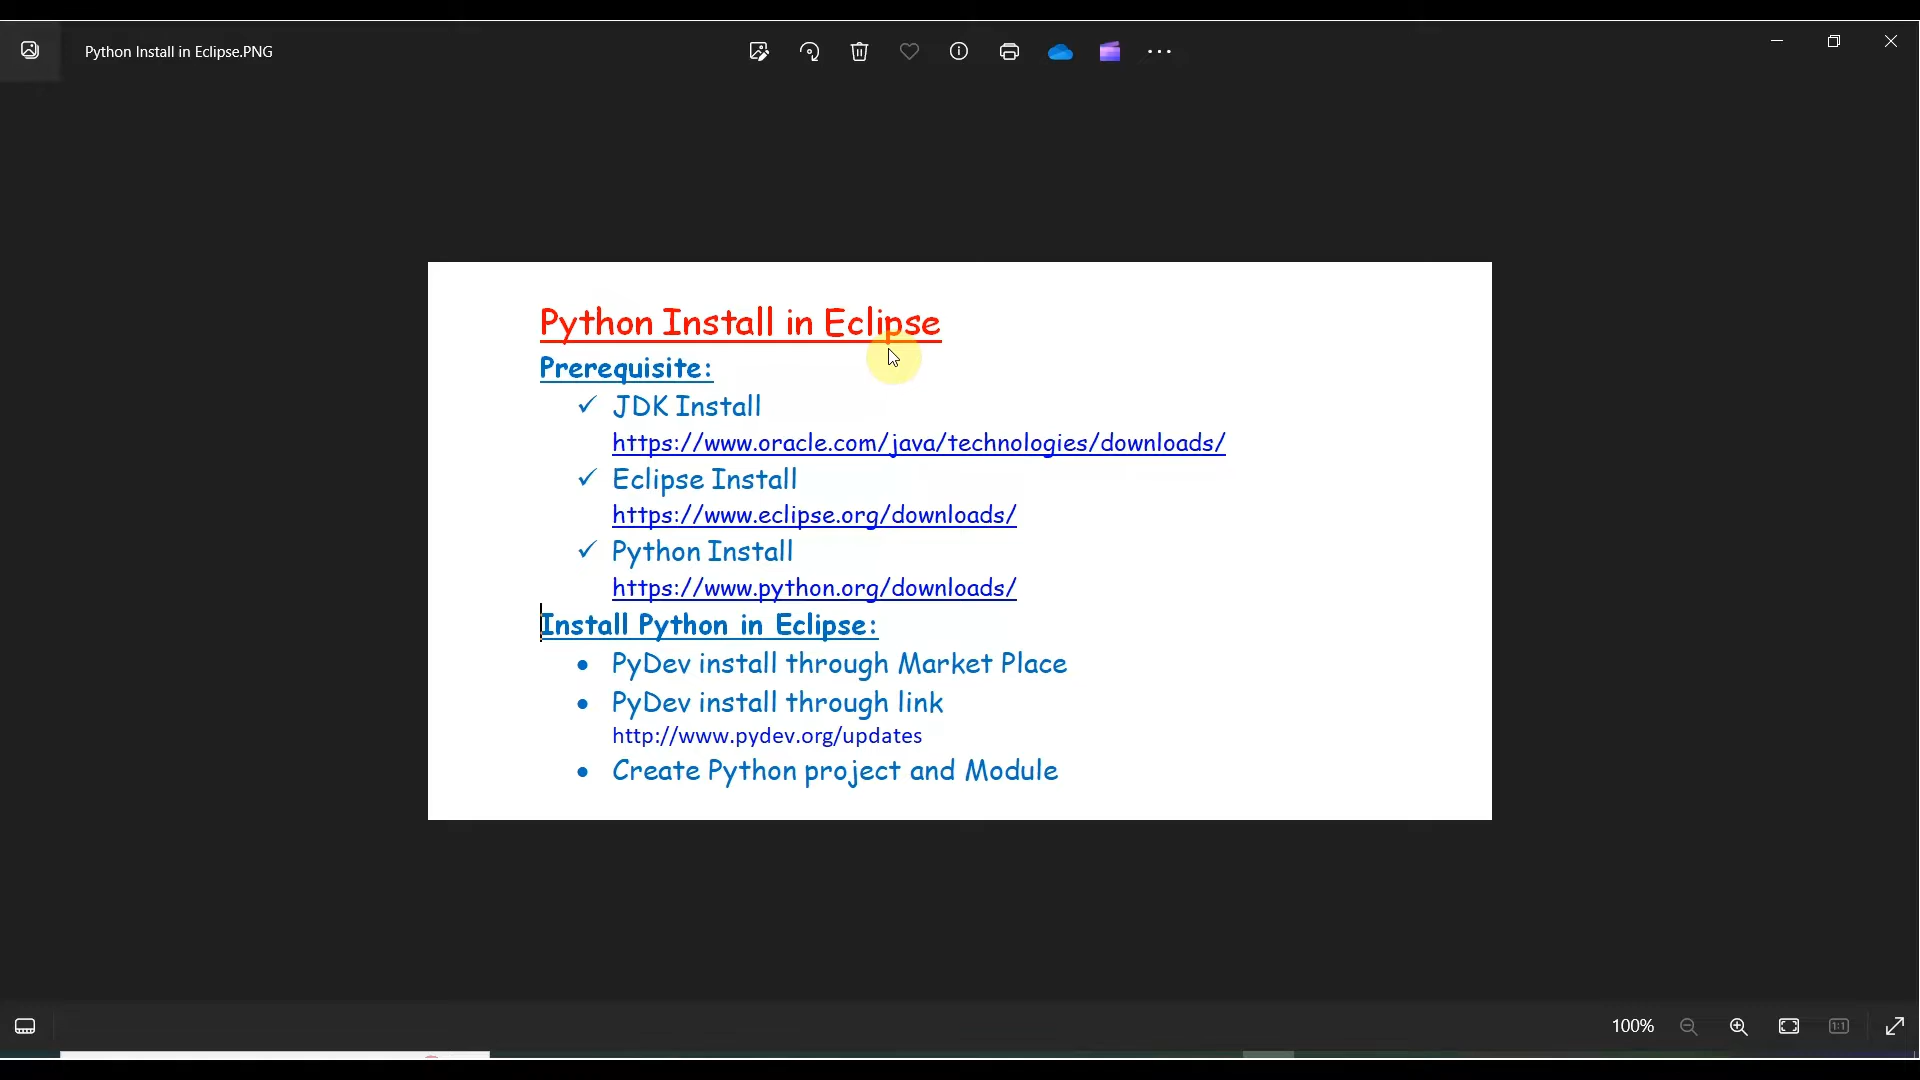 Python Install in Eclipse.PNG
Python Install in Eclipse
Prerequisite:
✓ JDK Install
https://www.oracle.com/java/technologies/downloads/
✓ Eclipse Install
https://www.eclipse.org/downloads/
✓ Python Install
https://www.python.org/downloads/
Install Python in Eclipse:
• PyDev install through Market Place
• PyDev install through link
http://www.pydev.org/updates
• Create Python project and Module
100%
1:1